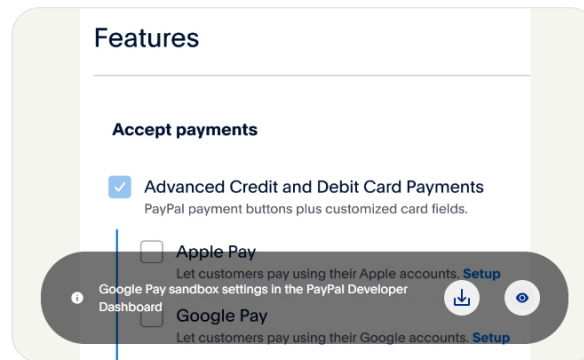 Features
Accept payments
Advanced Credit and Debit Card Payments
PayPal payment buttons plus customized card fields.
Apple Pay
Let customers pay using their Apple accounts. Setup
Google Pay sandbox settings in the PayPal Developer
Dashboard
Google Pay
Let customers pay using their Google accounts. Setup